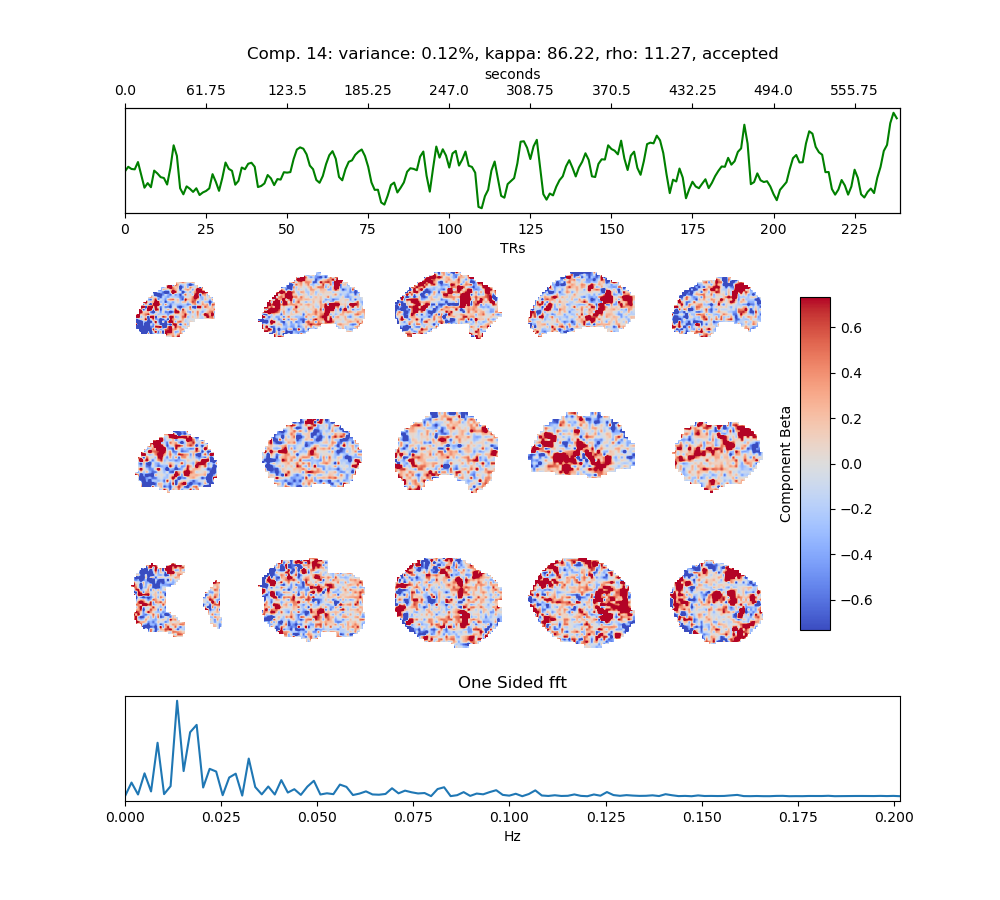 Comp. 14: variance: 0.12%, kappa: 86.22, rho: 11.27, accepted
seconds
0.0 61.75 123.5 185.25 247.0 308.75 370.5 432.25 494.0 555.75
0 25 50 75 100 125 150 175 200 225
TRs
0.6
0.4
0.2
0.0
−0.2
−0.4
−0.6
Component Beta
One Sided fft
0.000 0.025 0.050 0.075 0.100 0.125 0.150 0.175 0.200
Hz